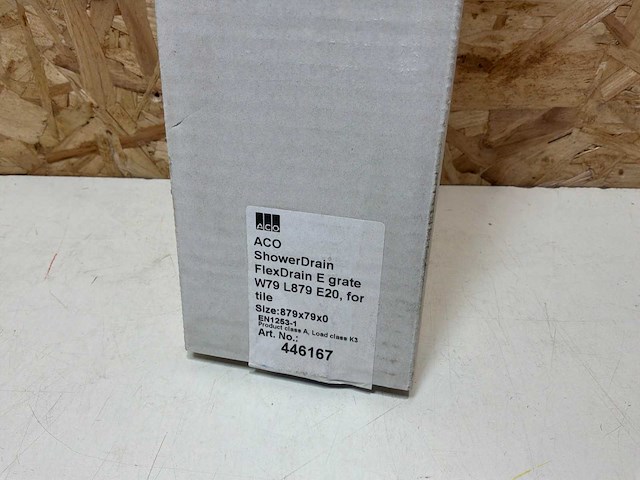 ACO
ACO
ShowerDrain
FlexDrain E grate
W79 L879 E20, for
tile
Size:879x79x0
EN1253-1
Product class A, Load class K3
Art. No.:
446167